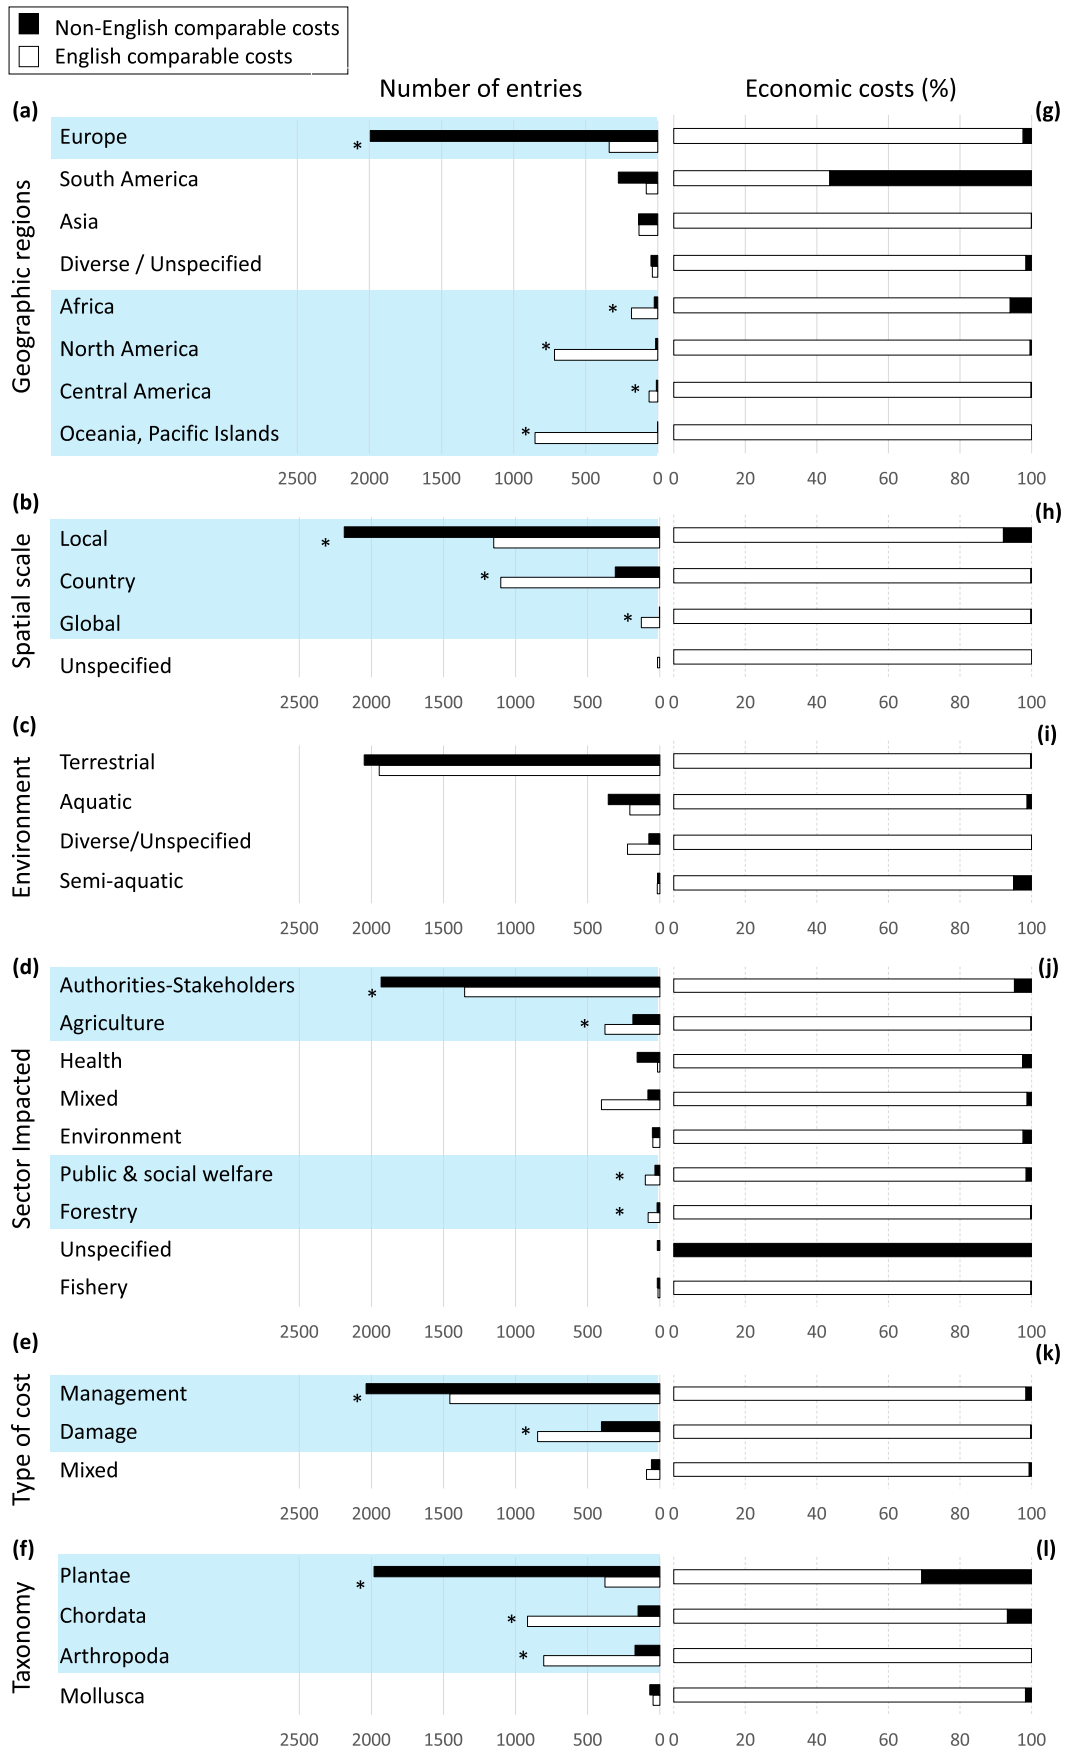 Non-English comparable costs
English comparable costs
Number of entries
Economic costs (%)
(a)
(g)
Geographic regions
Europe
*
South America
Asia
Diverse / Unspecified
Africa
*
North America
*
Central America
*
Oceania, Pacific Islands
*
2500 2000 1500 1000 500 0 0 20 40 60 80 100
(b)
(h)
Spatial scale
Local
*
Country
*
Global
*
Unspecified
2500 2000 1500 1000 500 0 0 20 40 60 80 100
(c)
(i)
Environment
Terrestrial
Aquatic
Diverse/Unspecified
Semi-aquatic
2500 2000 1500 1000 500 0 0 20 40 60 80 100
(d)
(j)
Sector Impacted
Authorities-Stakeholders
*
Agriculture
*
Health
Mixed
Environment
Public & social welfare
*
Forestry
*
Unspecified
Fishery
2500 2000 1500 1000 500 0 0 20 40 60 80 100
(e)
(k)
Type of cost
Management
*
Damage
*
Mixed
2500 2000 1500 1000 500 0 0 20 40 60 80 100
(f)
(l)
Taxonomy
Plantae
*
Chordata
*
Arthropoda
*
Mollusca
2500 2000 1500 1000 500 0 0 20 40 60 80 100